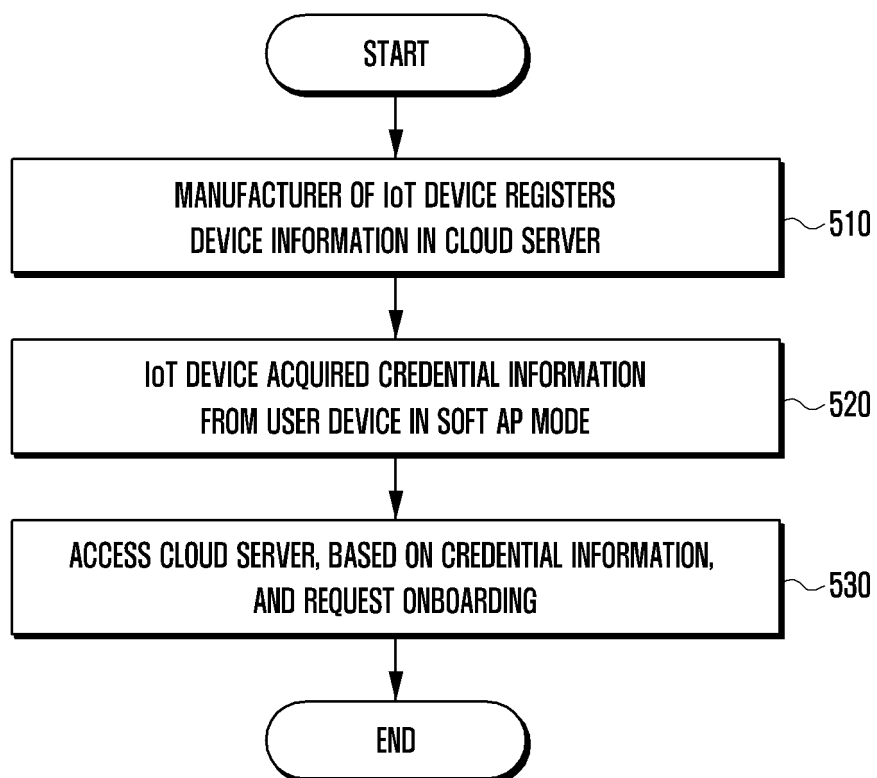 START
MANUFACTURER OF IoT DEVICE REGISTERS
DEVICE INFORMATION IN CLOUD SERVER
510
IoT DEVICE ACQUIRED CREDENTIAL INFORMATION
FROM USER DEVICE IN SOFT AP MODE
520
ACCESS CLOUD SERVER, BASED ON CREDENTIAL INFORMATION,
AND REQUEST ONBOARDING
530
END